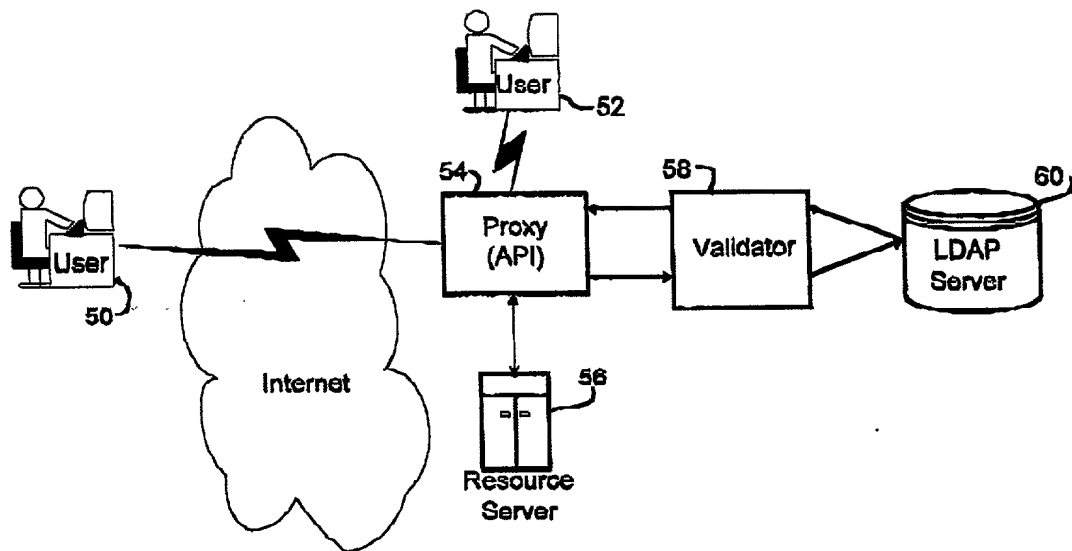 User
52
54
58
60
Proxy
(API)
Validator
LDAP
Server
User
50
Internet
56
Resource
Server